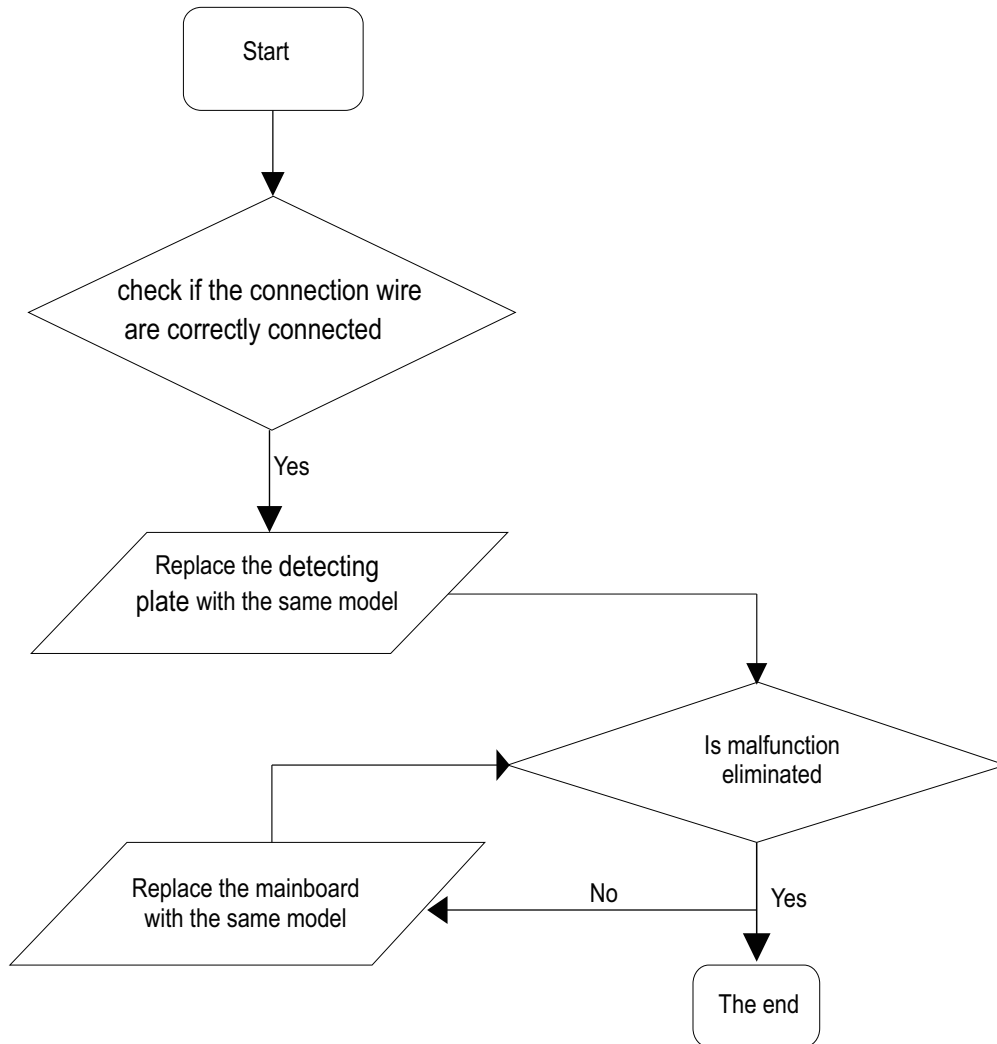 Start
check if the connection wire
are correctly connected
Yes
Replace the detecting
plate with the same model
Is malfunction
eliminated
Replace the mainboard
with the same model
No
Yes
The end